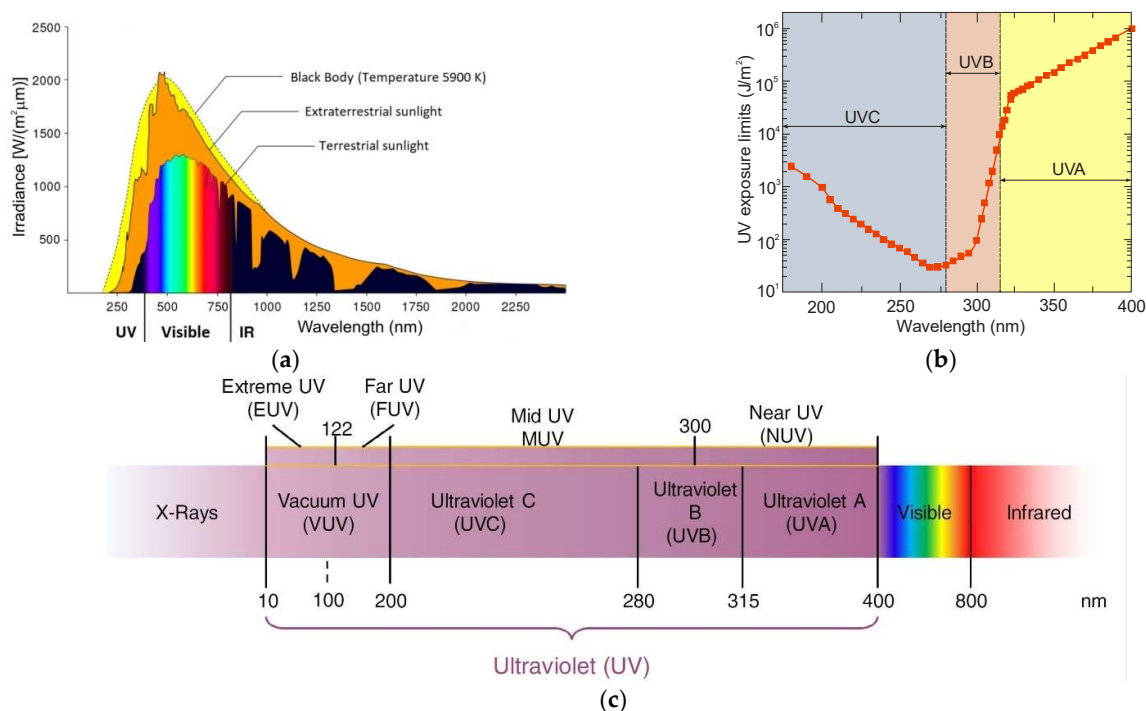 2500
2000
1500
1000
500
Irradiance [W/(m²μm)]
Black Body (Temperature 5900 K)
Extraterrestrial sunlight
Terrestrial sunlight
250 500 750 1000 1250 1500 1750 2000 2250
UV Visible IR Wavelength (nm)
(a)
10⁶
10⁵
10⁴
10³
10²
10¹
UV exposure limits (J/m²)
UVB
UVC
UVA
200 250 300 350 400
Wavelength (nm)
(b)
Extreme UV
(EUV)
Far UV
(FUV)
122
Mid UV
MUV
300
Near UV
(NUV)
X-Rays
Vacuum UV
(VUV)
Ultraviolet C
(UVC)
Ultraviolet
B
(UVB)
Ultraviolet A
(UVA)
Visible
Infrared
10 100 200 280 315 400 800 nm
Ultraviolet (UV)
(c)